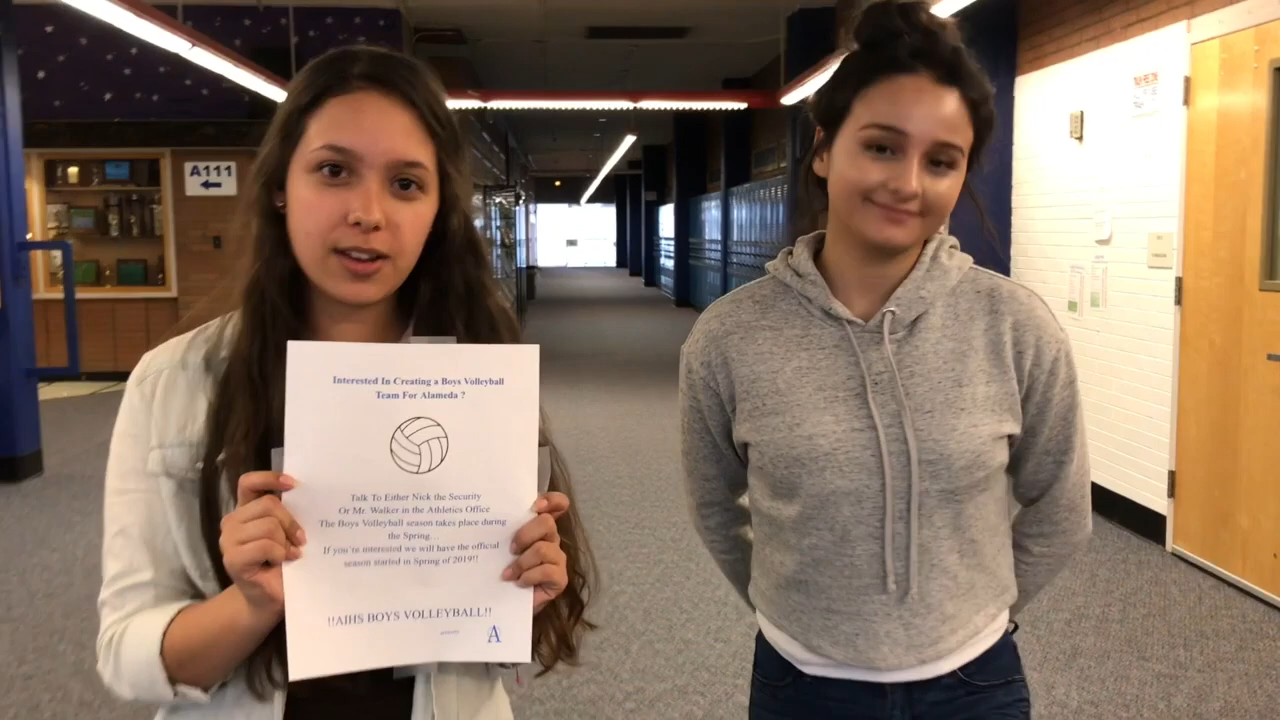 A111
Interested In Creating a Boys Volleyball
Team For Alameda ?
Talk To Either Nick the Security
Or Mr. Walker in the Athletics Office
The Boys Volleyball season takes place during
the Spring…
If you're interested we will have the official
season started in Spring of 2019!!
!!AIHS BOYS VOLLEYBALL!!
A